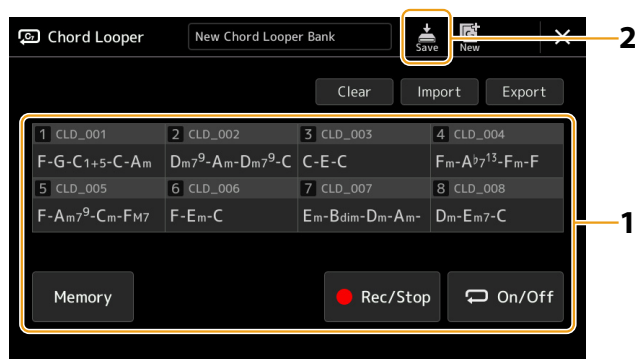 Chord Looper New Chord Looper Bank Save New × 2
Clear Import Export
1 CLD_001 2 CLD_002 3 CLD_003 4 CLD_004
F-G-C1+5-C-Am Dm7⁹-Am-Dm7⁹-C C-E-C Fm-A♭7¹³-Fm-F
5 CLD_005 6 CLD_006 7 CLD_007 8 CLD_008
F-Am7⁹-Cm-FM7 F-Em-C Em-Bdim-Dm-Am- Dm-Em7-C
1
Memory Rec/Stop On/Off